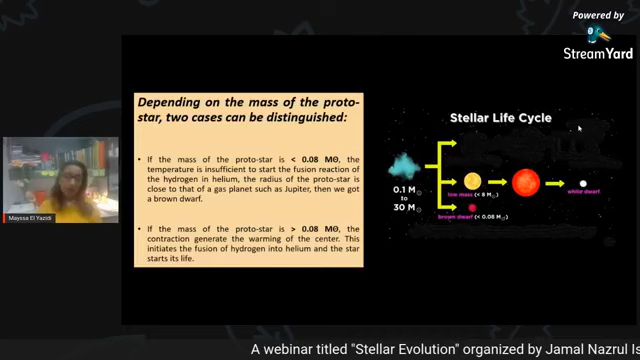 Powered by
StreamYard
Depending on the mass of the proto-
star, two cases can be distinguished:
• If the mass of the proto-star is < 0.08 MΘ, the
temperature is insufficient to start the fusion reaction of
the hydrogen in helium, the radius of the proto-star is
close to that of a gas planet such as Jupiter, then we got
a brown dwarf.
• If the mass of the proto-star is > 0.08 MΘ, the
contraction generate the warming of the center. This
initiates the fusion of hydrogen into helium and the star
starts its life.
Stellar Life Cycle
0.1 M☉
to
30 M☉
low mass (< 8 M☉)
white dwarf
brown dwarf (< 0.08 M☉)
Mayssa El Yazidi
A webinar titled "Stellar Evolution" organized by Jamal Nazrul Is